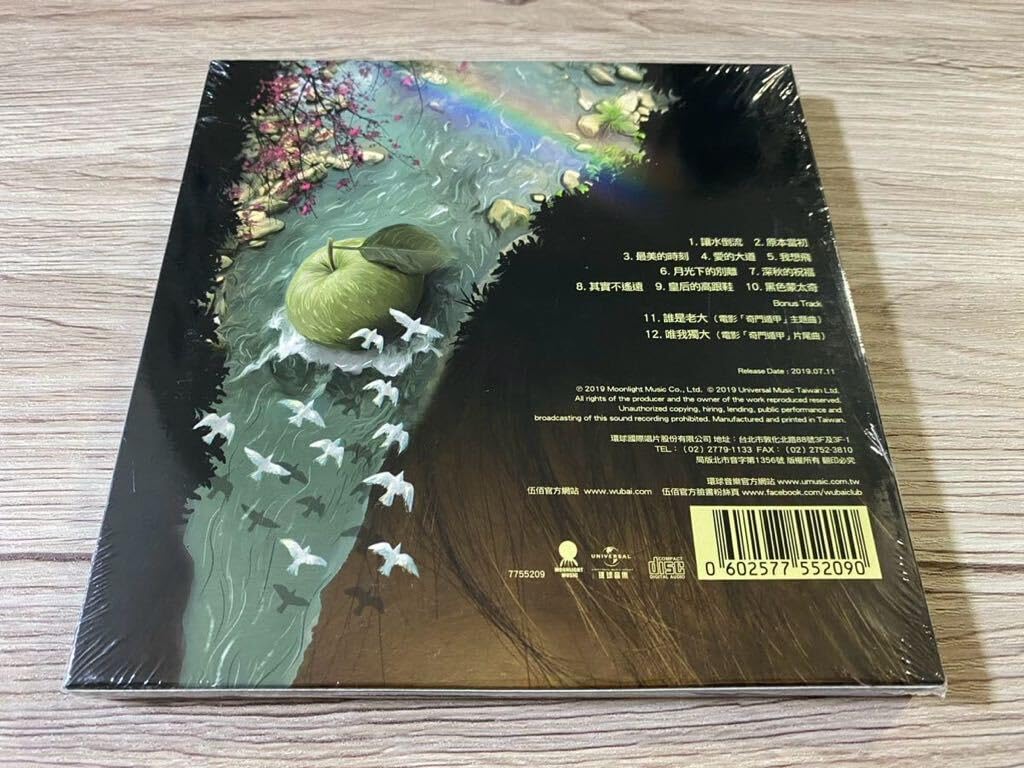 1. 讓水倒流 2. 原本當初
3. 最美的時刻 4. 愛的大道 5. 我想飛
6. 月光下的別離 7. 深秋的祝福
8. 其實不遙遠 9. 皇后的高跟鞋 10. 黑色蒙太奇
Bonus Track
11. 誰是老大（電影「奇門遁甲」主題曲）
12. 唯我獨大（電影「奇門遁甲」片尾曲）
Release Date : 2019.07.11
℗ 2019 Moonlight Music Co., Ltd. © 2019 Universal Music Taiwan Ltd.
All rights of the producer and the owner of the work reproduced reserved.
Unauthorized copying, hiring, lending, public performance and
broadcasting of this sound recording prohibited. Manufactured and printed in Taiwan.
環球國際唱片股份有限公司 地址：台北市敦化北路88號3F及3F-1
TEL：（02）2779-1133 FAX：（02）2752-3810
局版北市音字第1356號 版權所有 翻印必究
環球音樂官方網站 www.umusic.com.tw
伍佰官方網站 www.wubai.com 伍佰官方臉書粉絲頁 www.facebook.com/wubaiclub
7755209
MOONLIGHT
MUSIC
UNIVERSAL
環球音樂
COMPACT
disc
DIGITAL AUDIO
0 602577 552090